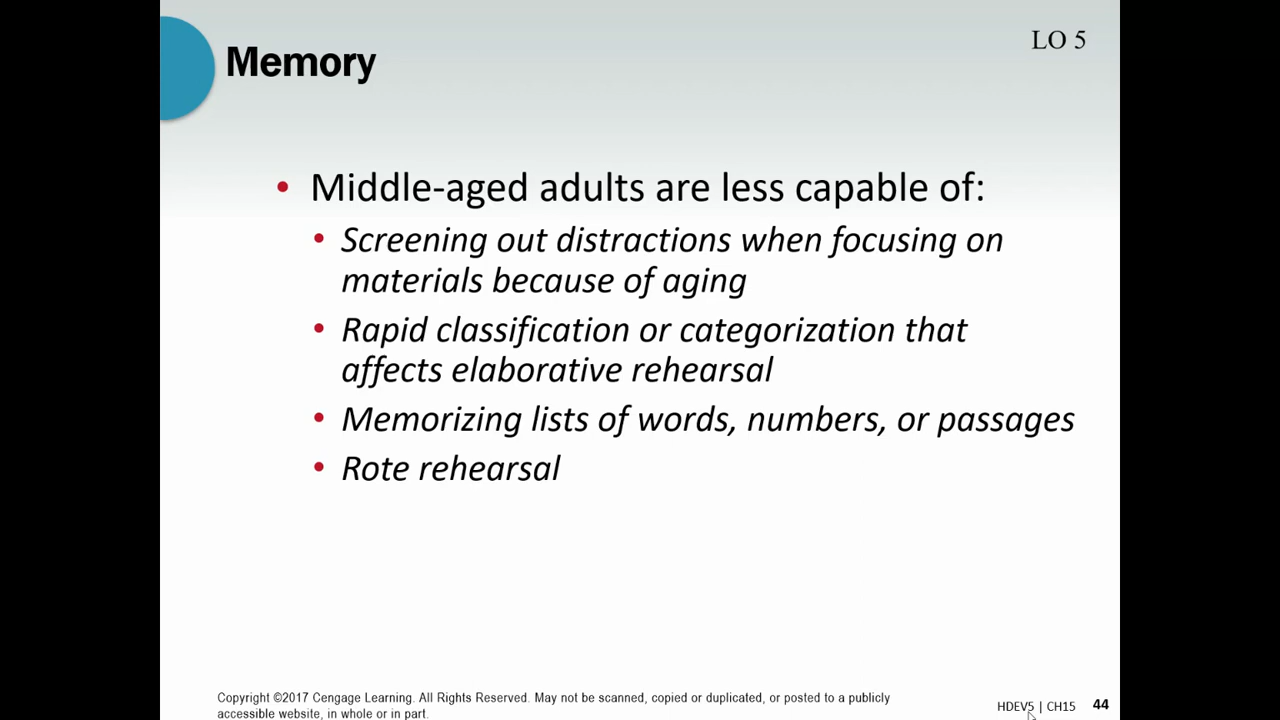 LO 5
Memory
• Middle-aged adults are less capable of:
• Screening out distractions when focusing on
materials because of aging
• Rapid classification or categorization that
affects elaborative rehearsal
• Memorizing lists of words, numbers, or passages
• Rote rehearsal
Copyright ©2017 Cengage Learning. All Rights Reserved. May not be scanned, copied or duplicated, or posted to a publicly
accessible website, in whole or in part.
HDEV5 | CH15 44